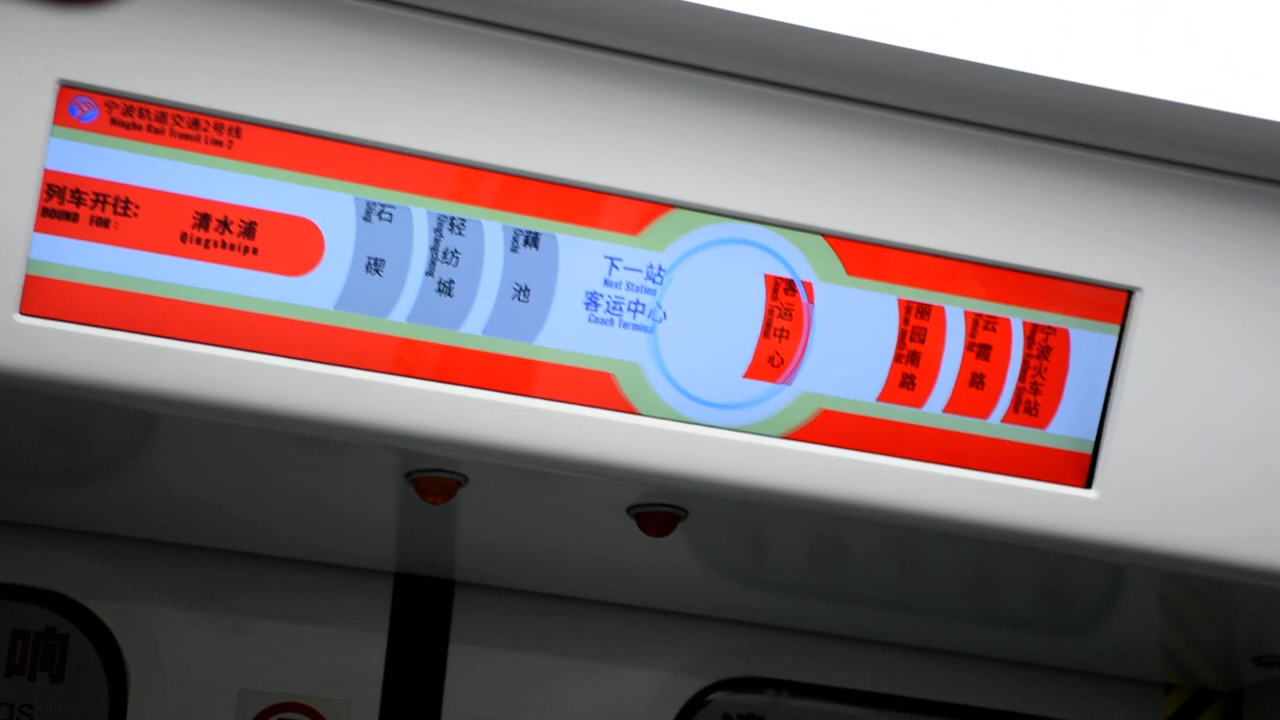 宁波轨道交通2号线
Ningbo Rail Transit Line 2
列车开往:
BOUND FOR:
清水浦
Qingshuipu
石碶
轻纺城
藕池
下一站
Next Station
客运中心
Coach Terminal
客运中心
丽园南路
云霞路
宁波火车站
响
gs